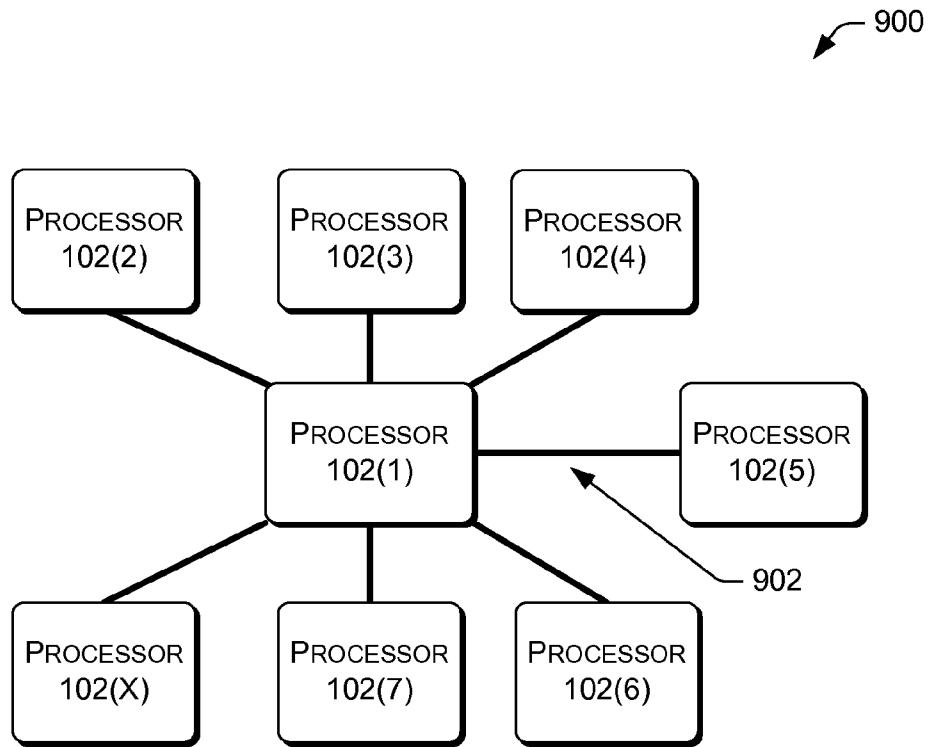 900
PROCESSOR
102(2)
PROCESSOR
102(3)
PROCESSOR
102(4)
PROCESSOR
102(1)
PROCESSOR
102(5)
902
PROCESSOR
102(X)
PROCESSOR
102(7)
PROCESSOR
102(6)